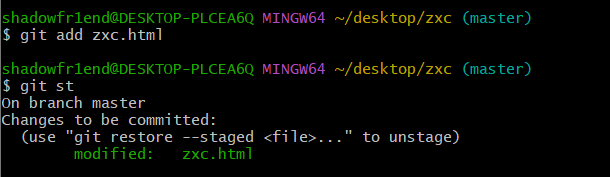 shadowfr1end@DESKTOP-PLCEA6Q MINGW64 ~/desktop/zxc (master)
$ git add zxc.html
shadowfr1end@DESKTOP-PLCEA6Q MINGW64 ~/desktop/zxc (master)
$ git st
On branch master
Changes to be committed:
  (use "git restore --staged <file>..." to unstage)
        modified:   zxc.html